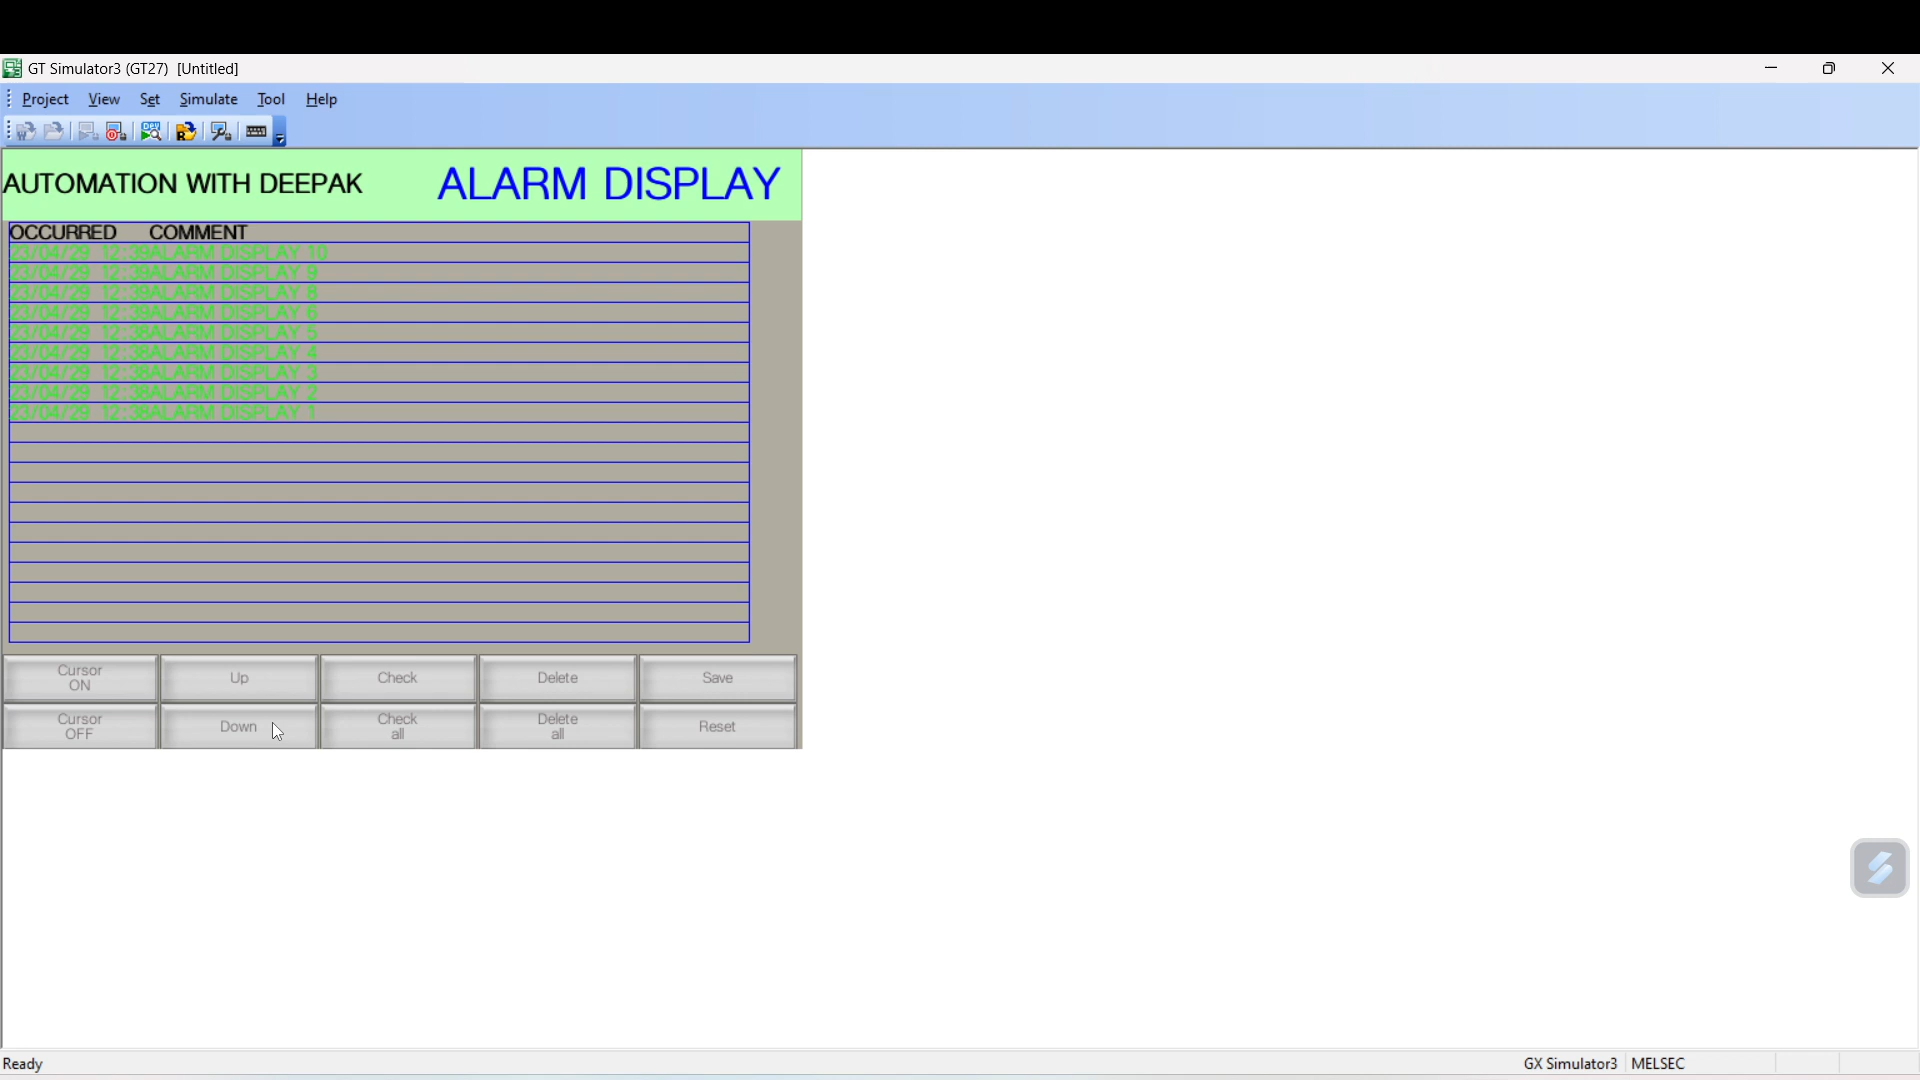 GT Simulator3 (GT27) [Untitled]
Project View Set Simulate Tool Help
AUTOMATION WITH DEEPAK ALARM DISPLAY
OCCURRED COMMENT
23/04/29 12:39ALARM DISPLAY 10
23/04/29 12:39ALARM DISPLAY 9
23/04/29 12:39ALARM DISPLAY 8
23/04/29 12:39ALARM DISPLAY 6
23/04/29 12:38ALARM DISPLAY 5
23/04/29 12:38ALARM DISPLAY 4
23/04/29 12:38ALARM DISPLAY 3
23/04/29 12:38ALARM DISPLAY 2
23/04/29 12:38ALARM DISPLAY 1
Cursor
ON
Up
Check
Delete
Save
Cursor
OFF
Down
Check
all
Delete
all
Reset
Ready
GX Simulator3 MELSEC